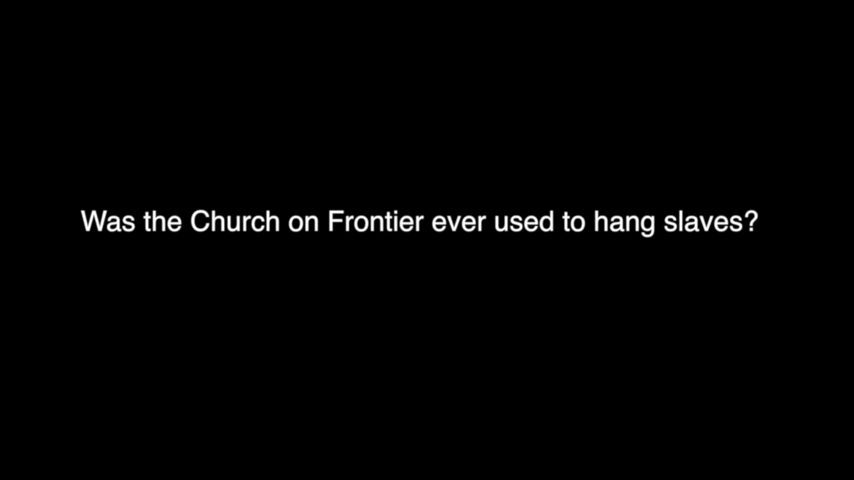 Was the Church on Frontier ever used to hang slaves?